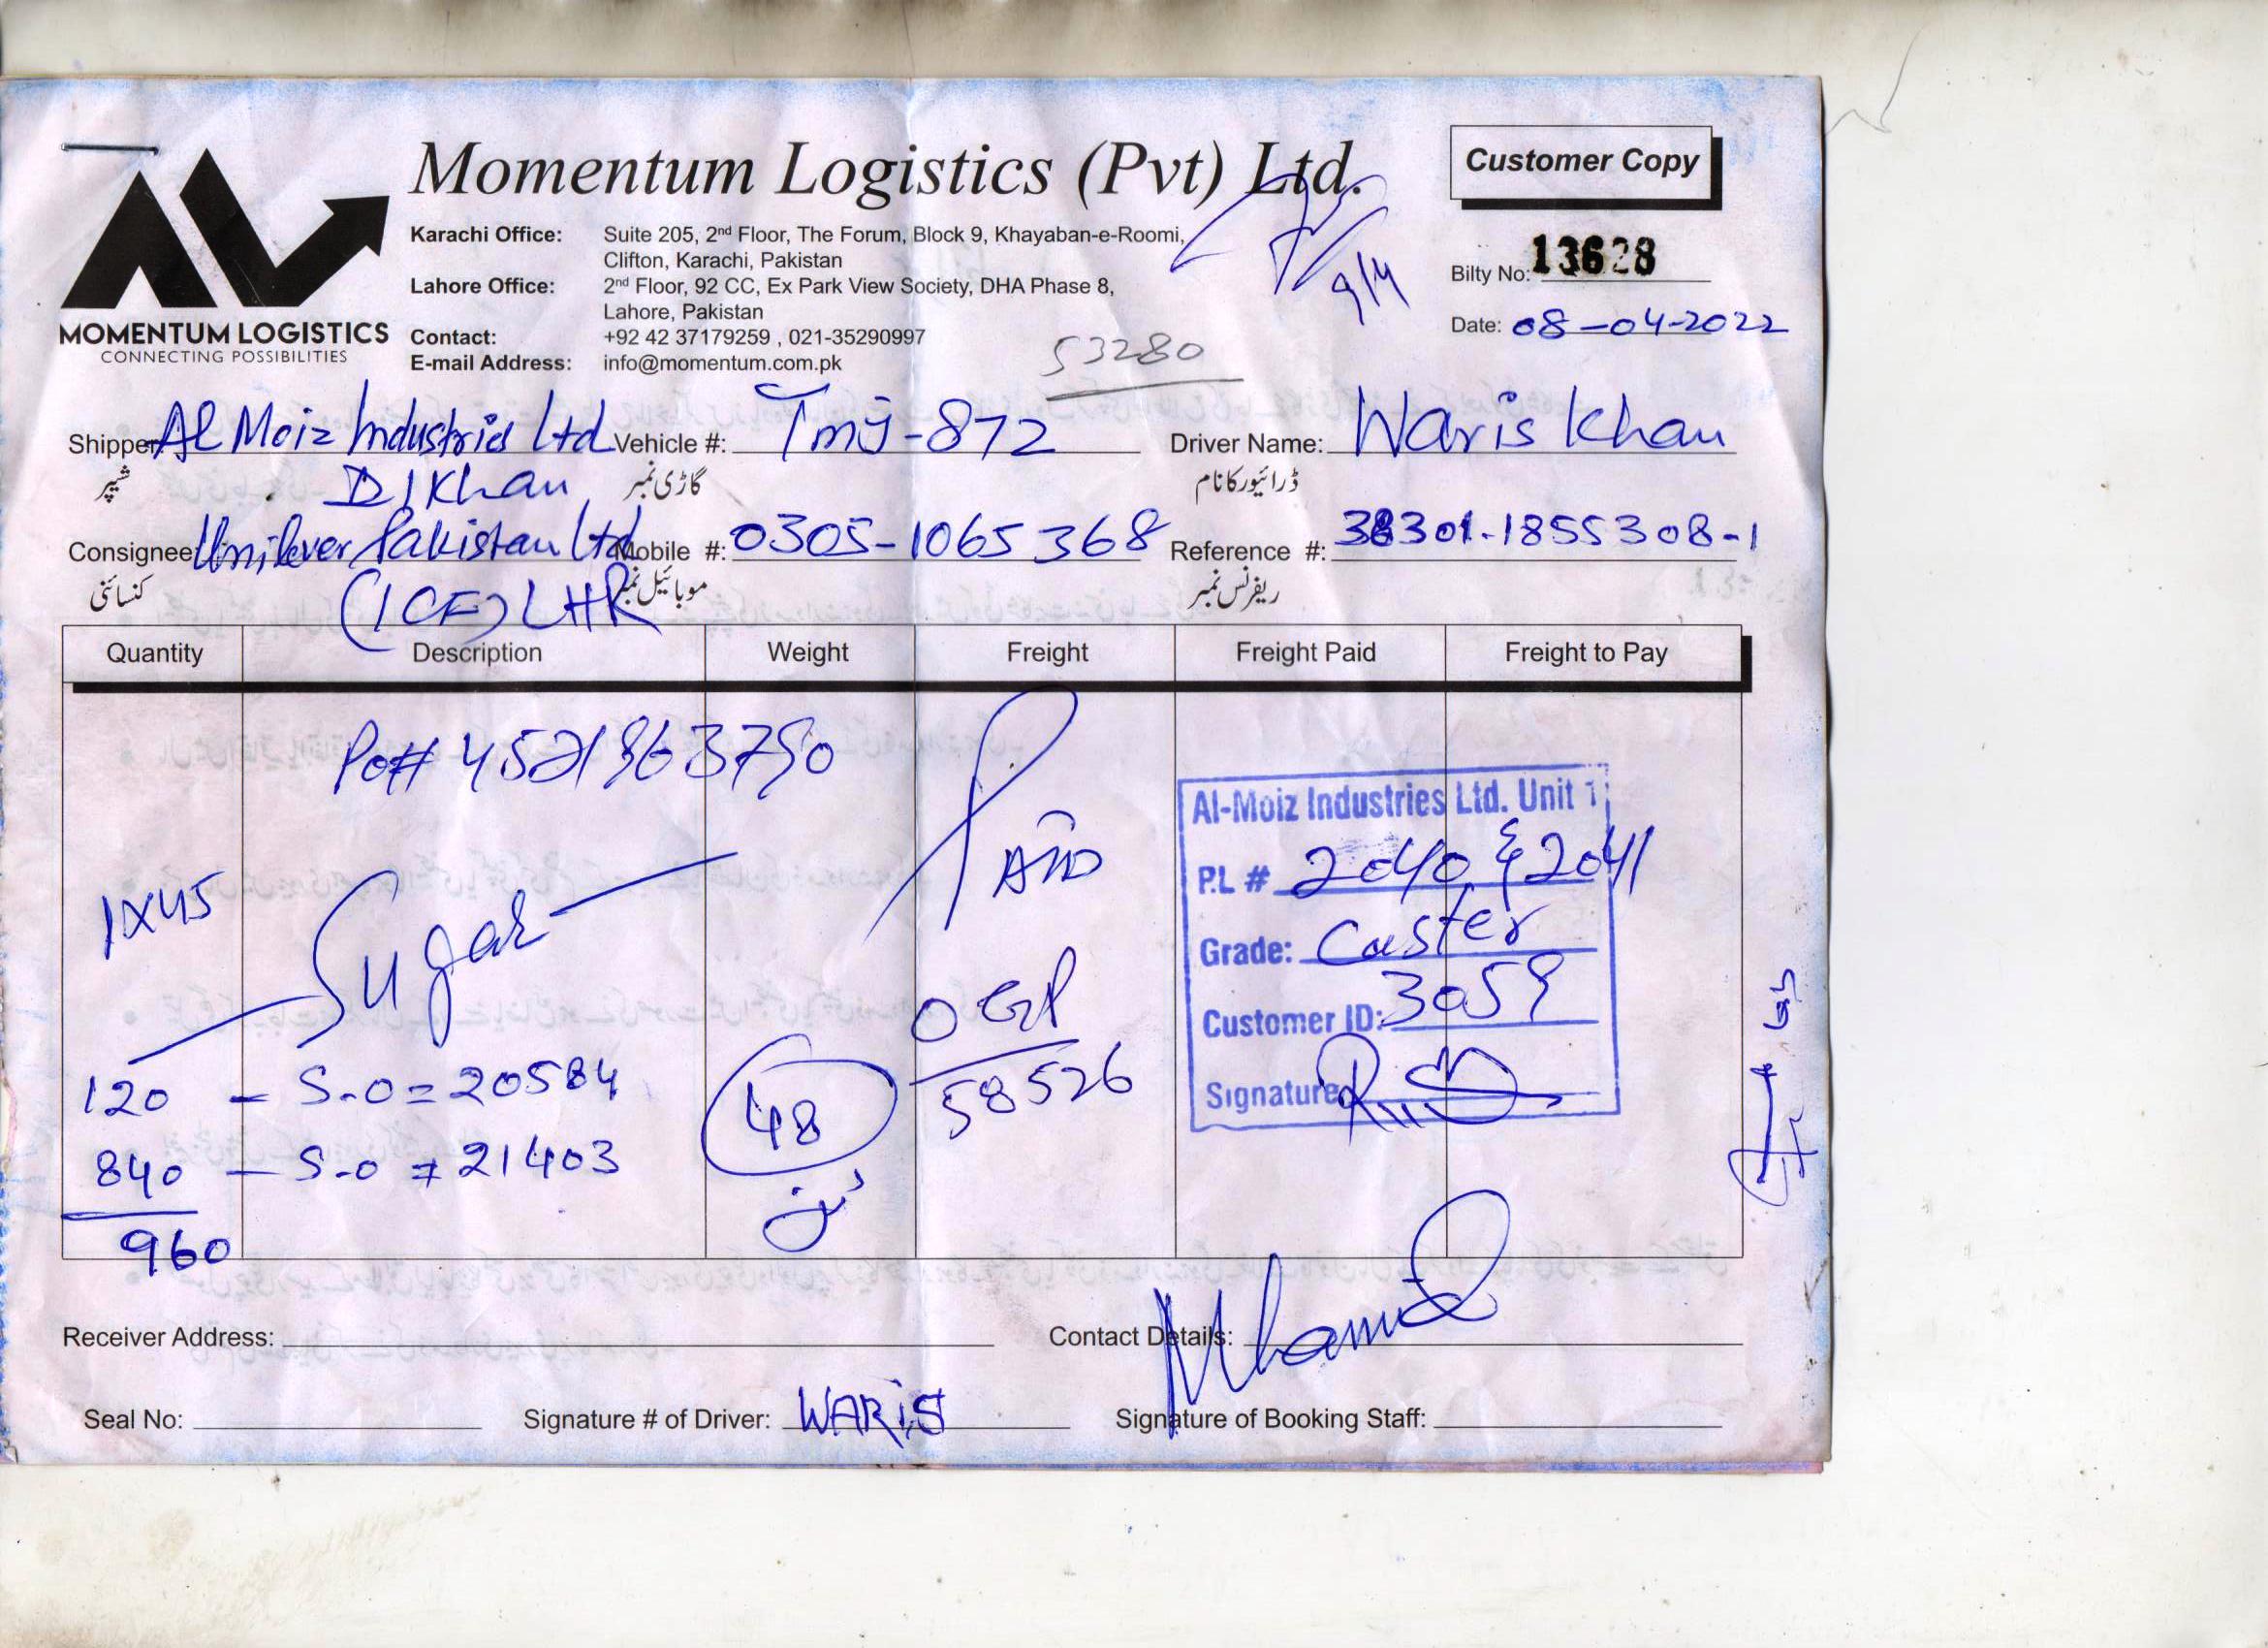 Momentum Logistics (Pvt) Ltd.
Customer Copy
MOMENTUM LOGISTICS
CONNECTING POSSIBILITIES
Karachi Office: Suite 205, 2nd Floor, The Forum, Block 9, Khayaban-e-Roomi,
Clifton, Karachi, Pakistan
Lahore Office: 2nd Floor, 92 CC, Ex Park View Society, DHA Phase 8,
Lahore, Pakistan
Contact: +92 42 37179259 , 021-35290997
E-mail Address: info@momentum.com.pk
9/4
Bilty No: 13628
Date: 08-04-2022
53280
Shipper Al Moiz Industries Ltd Vehicle #: Tmj-872 Driver Name: Waris Khan
شیپر D I Khan گاڑی نمبر ڈرائیور کا نام
Consignee Unilever Pakistan Ltd Mobile #: 0305-1065368 Reference #: 38301-1855308-1
کنسائنی (ICF) LHR موبائیل نمبر ریفرنس نمبر
Quantity Description Weight Freight Freight Paid Freight to Pay
Po# 4521963790
1X45 Sugar
PAID
Al-Moiz Industries Ltd. Unit 1
P.L # 2040 & 2041
Grade: Caster
Customer ID: 3059
Signature
OGP
58526
120 - S-O = 20584
840 - S-O = 21403
960
48
ٹن
Receiver Address: Contact Details:
Seal No: Signature # of Driver: WARIS Signature of Booking Staff: